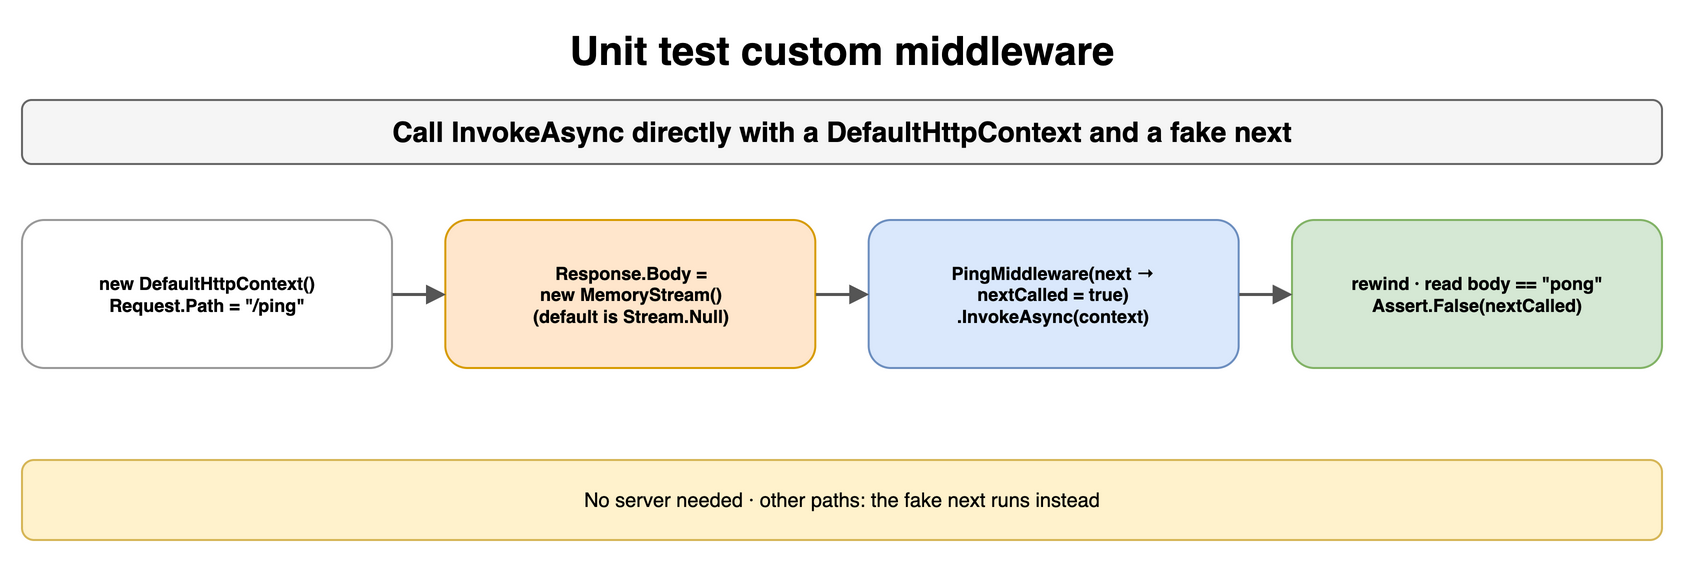 Unit test custom middleware
Call InvokeAsync directly with a DefaultHttpContext and a fake next
new DefaultHttpContext()
Request.Path = "/ping"
Response.Body =
new MemoryStream()
(default is Stream.Null)
PingMiddleware(next →
nextCalled = true)
.InvokeAsync(context)
rewind · read body == "pong"
Assert.False(nextCalled)
No server needed · other paths: the fake next runs instead